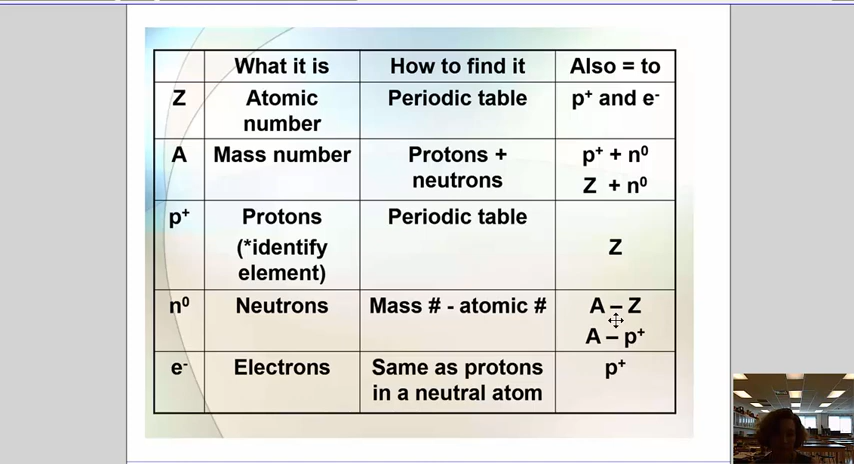 What it is How to find it Also = to
Z Atomic number Periodic table p⁺ and e⁻
A Mass number Protons + neutrons p⁺ + n⁰
Z + n⁰
p⁺ Protons Periodic table
(*identify element) Z
n⁰ Neutrons Mass # - atomic # A – Z
A – p⁺
e⁻ Electrons Same as protons in a neutral atom p⁺